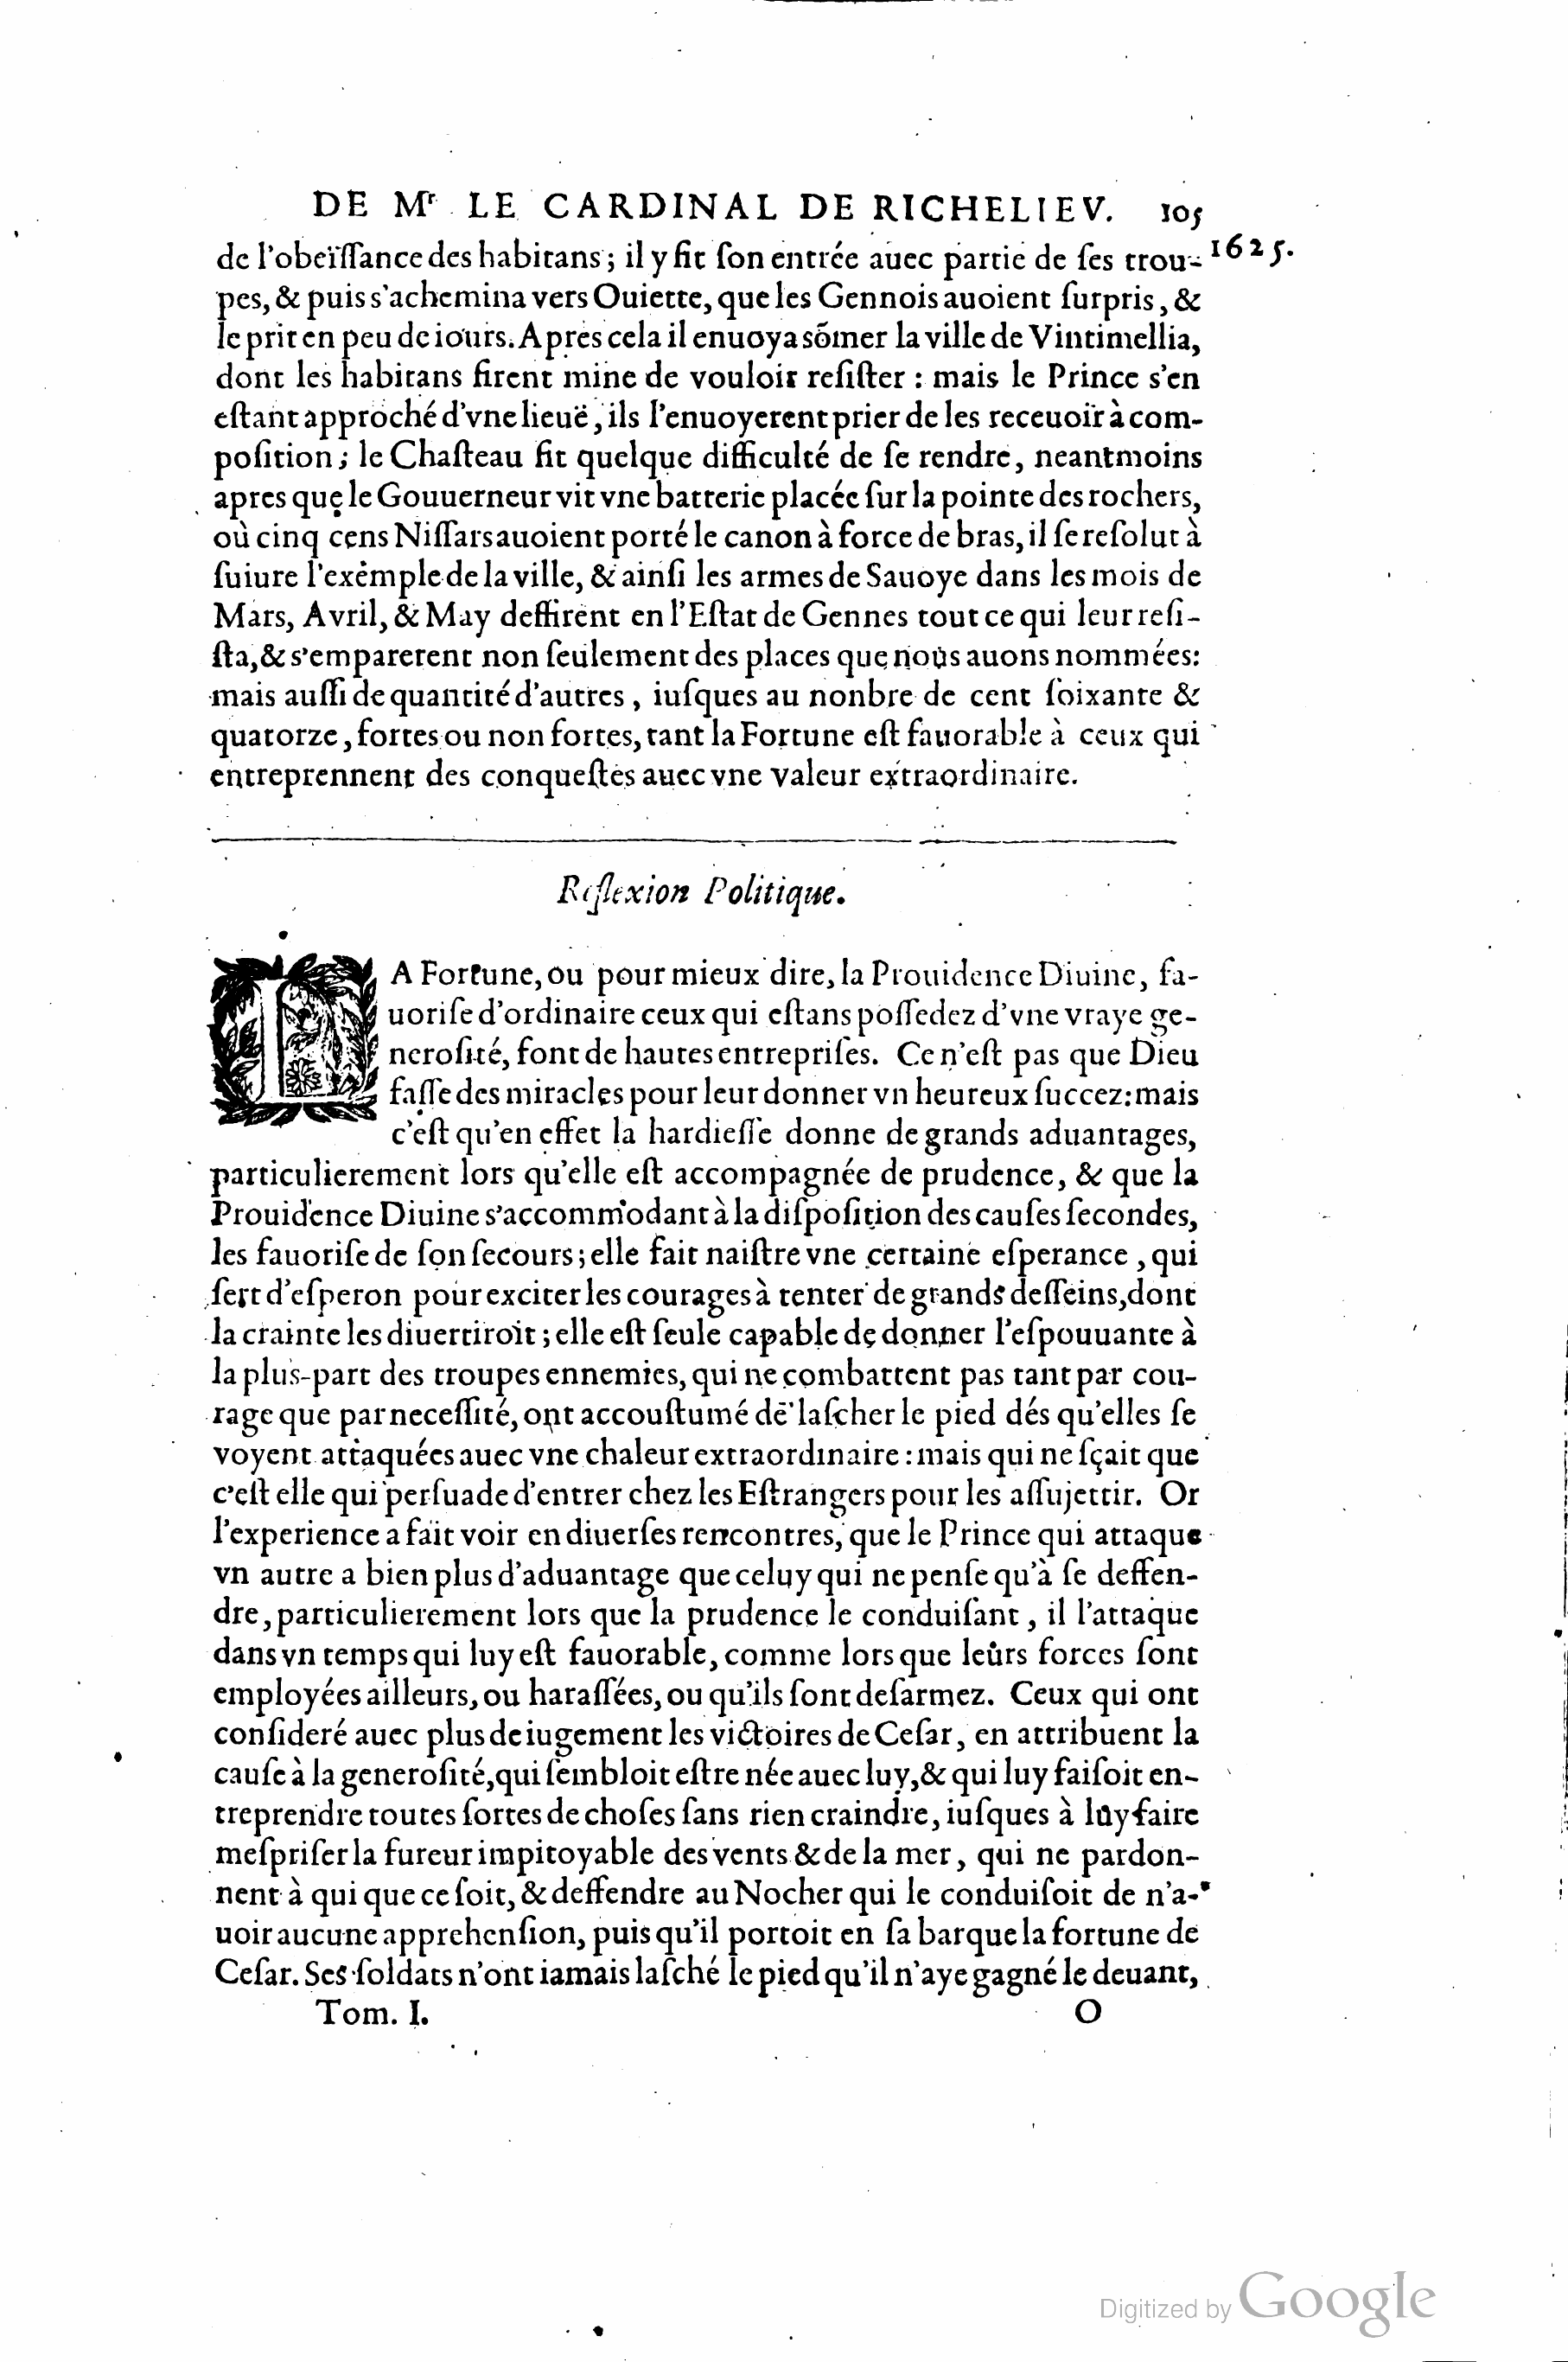 DE Mr LE CARDINAL DE RICHELIEV. 105
1625.
de l'obeïſſance des habitans ; il y fit ſon entrée auec partie de ſes trou-
pes, & puis s'achemina vers Ouiette, que les Gennois auoient ſurpris, &
le prit en peu de iours. Apres cela il enuoya sõmer la ville de Vintimellia,
dont les habitans firent mine de vouloir reſiſter : mais le Prince s'en
eſtant approché d'vne lieuë, ils l'enuoyerent prier de les receuoir à com-
poſition ; le Chaſteau fit quelque difficulté de ſe rendre, neantmoins
apres que le Gouuerneur vit vne batterie placée ſur la pointe des rochers,
où cinq cens Niſſars auoient porté le canon à force de bras, il ſe reſolut à
ſuiure l'exemple de la ville, & ainſi les armes de Sauoye dans les mois de
Mars, Avril, & May deffirent en l'Eſtat de Gennes tout ce qui leur reſi-
ſta, & s'emparerent non ſeulement des places que nous auons nommées:
mais auſſi de quantité d'autres, iuſques au nonbre de cent ſoixante &
quatorze, fortes ou non fortes, tant la Fortune eſt fauorable à ceux qui
entreprennent des conqueſtes auec vne valeur extraordinaire.
Reflexion Politique.
LA Fortune, ou pour mieux dire, la Prouidence Diuine, fa-
uoriſe d'ordinaire ceux qui eſtans poſſedez d'vne vraye ge-
neroſité, font de hautes entrepriſes. Ce n'eſt pas que Dieu
faſſe des miracles pour leur donner vn heureux ſuccez: mais
c'eſt qu'en effet la hardieſſe donne de grands aduantages,
particulierement lors qu'elle eſt accompagnée de prudence, & que la
Prouidence Diuine s'accommodant à la diſpoſition des cauſes ſecondes,
les fauoriſe de ſon ſecours ; elle fait naiſtre vne certaine eſperance, qui
ſert d'eſperon pour exciter les courages à tenter de grands deſſeins, dont
la crainte les diuertiroit ; elle eſt ſeule capable de donner l'eſpouuante à
la plus-part des troupes ennemies, qui ne combattent pas tant par cou-
rage que par neceſſité, ont accouſtumé de laſcher le pied dés qu'elles ſe
voyent attaquées auec vne chaleur extraordinaire : mais qui ne ſçait que
c'eſt elle qui perſuade d'entrer chez les Eſtrangers pour les aſſujettir. Or
l'experience a fait voir en diuerſes rencontres, que le Prince qui attaque
vn autre a bien plus d'aduantage que celuy qui ne penſe qu'à ſe deffen-
dre, particulierement lors que la prudence le conduiſant, il l'attaque
dans vn temps qui luy eſt fauorable, comme lors que leurs forces ſont
employées ailleurs, ou haraſſées, ou qu'ils ſont deſarmez. Ceux qui ont
conſideré auec plus de iugement les victoires de Ceſar, en attribuent la
cauſe à la generoſité, qui ſembloit eſtre née auec luy, & qui luy faiſoit en-
treprendre toutes ſortes de choſes ſans rien craindre, iuſques à luy faire
meſpriſer la fureur impitoyable des vents & de la mer, qui ne pardon-
nent à qui que ce ſoit, & deffendre au Nocher qui le conduiſoit de n'a-
uoir aucune apprehenſion, puis qu'il portoit en ſa barque la fortune de
Ceſar. Ses ſoldats n'ont iamais laſché le pied qu'il n'aye gagné le deuant,
Tom. I. O
Digitized by Google